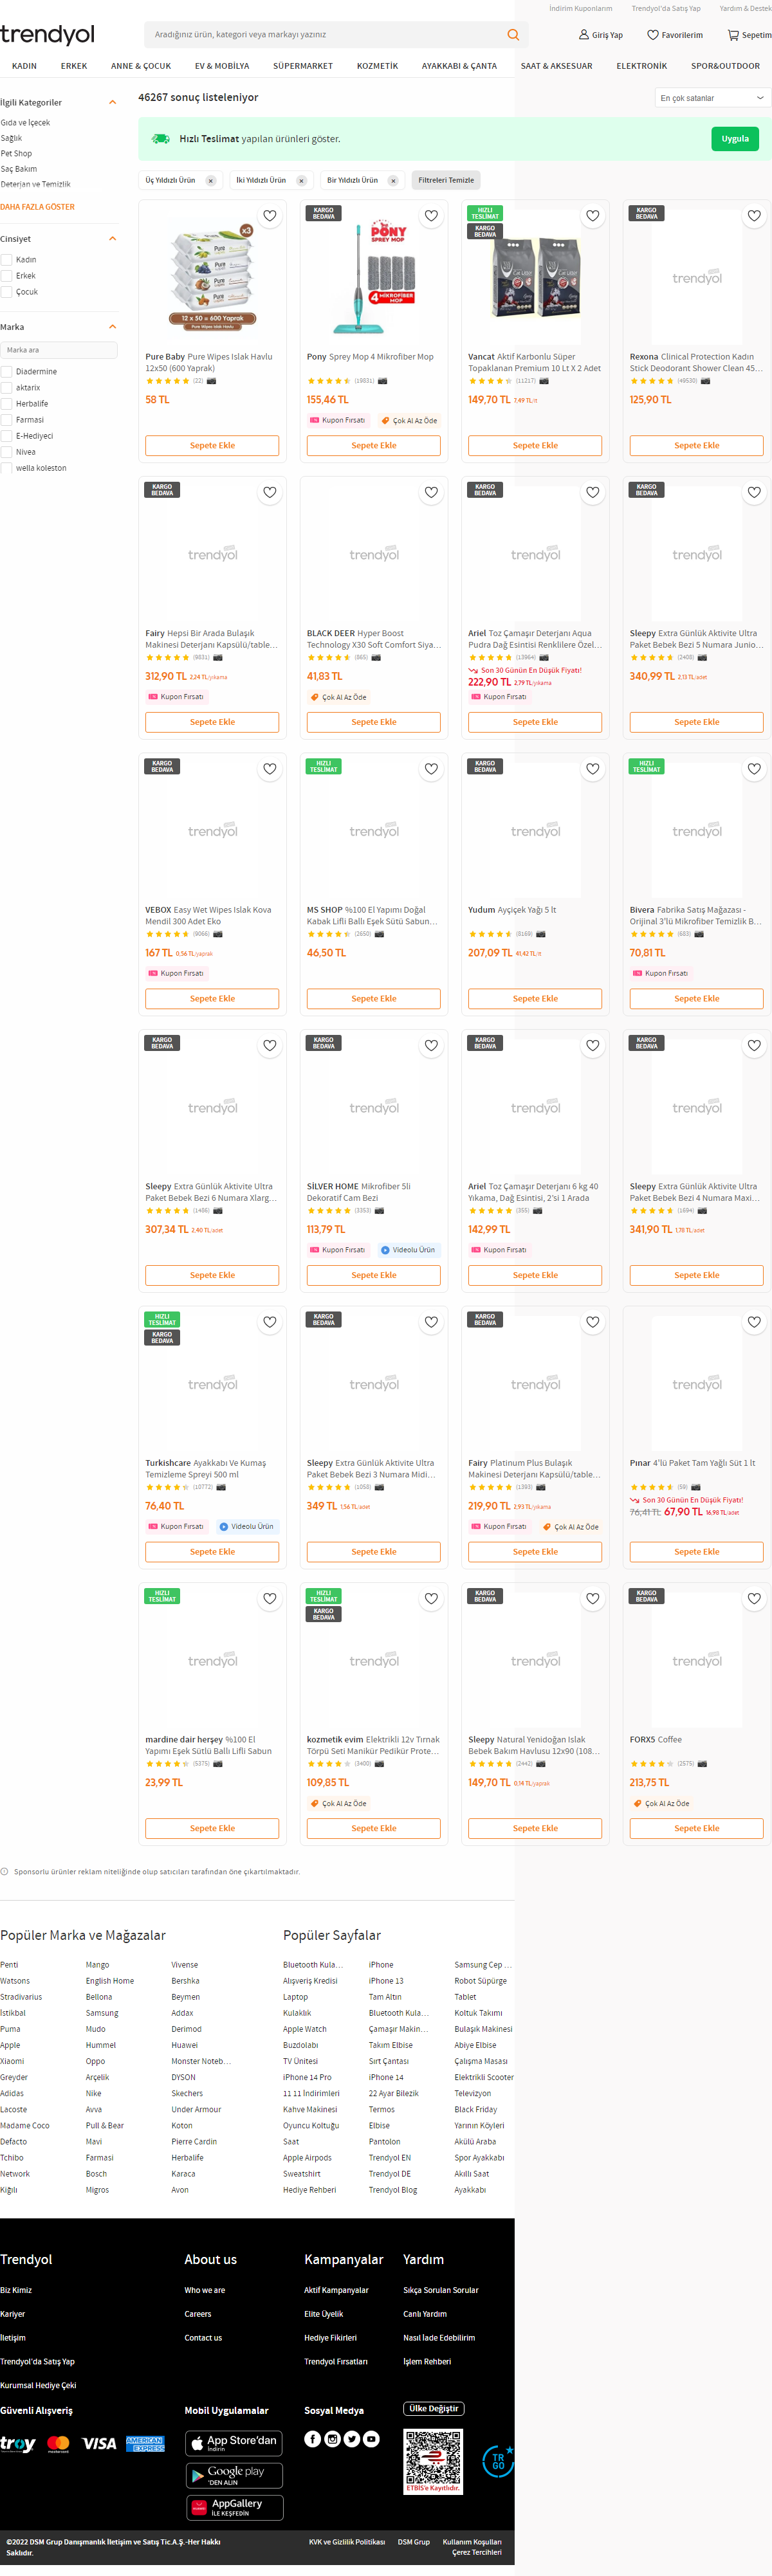 İndirim Kuponlarım Trendyol'da Satış Yap Yardım & Destek
trendyol
Aradığınız ürün, kategori veya markayı yazınız
Giriş Yap Favorilerim Sepetim
KADIN ERKEK ANNE & ÇOCUK EV & MOBİLYA SÜPERMARKET KOZMETİK AYAKKABI & ÇANTA SAAT & AKSESUAR ELEKTRONİK SPOR&OUTDOOR
İlgili Kategoriler
Gıda ve İçecek
Sağlık
Pet Shop
Saç Bakım
Deterjan ve Temizlik
DAHA FAZLA GÖSTER
Cinsiyet
Kadın
Erkek
Çocuk
Marka
Marka ara
Diadermine
aktarix
Herbalife
Farmasi
E-Hediyeci
Nivea
wella koleston
46267 sonuç listeleniyor
En çok satanlar
Hızlı Teslimat yapılan ürünleri göster.
Uygula
Üç Yıldızlı Ürün İki Yıldızlı Ürün Bir Yıldızlı Ürün Filtreleri Temizle
x3
12 x 50 = 600 Yaprak
Pure Baby Pure Wipes Islak Havlu
12x50 (600 Yaprak)
(22)
58 TL
Sepete Ekle
KARGO
BEDAVA
PONY
SPREY MOP
4 MİKROFİBER
MOP
Pony Sprey Mop 4 Mikrofiber Mop
(19831)
155,46 TL
Kupon Fırsatı Çok Al Az Öde
Sepete Ekle
HIZLI
TESLİMAT
KARGO
BEDAVA
Vancat Aktif Karbonlu Süper
Topaklanan Premium 10 Lt X 2 Adet
(11217)
149,70 TL 7,49 TL/lt
Sepete Ekle
KARGO
BEDAVA
trendyol
Rexona Clinical Protection Kadın
Stick Deodorant Shower Clean 45…
(49530)
125,90 TL
Sepete Ekle
KARGO
BEDAVA
trendyol
Fairy Hepsi Bir Arada Bulaşık
Makinesi Deterjanı Kapsülü/table…
(9831)
312,90 TL 2,24 TL/yıkama
Kupon Fırsatı
Sepete Ekle
trendyol
BLACK DEER Hyper Boost
Technology X30 Soft Comfort Siya…
(865)
41,83 TL
Çok Al Az Öde
Sepete Ekle
KARGO
BEDAVA
trendyol
Ariel Toz Çamaşır Deterjanı Aqua
Pudra Dağ Esintisi Renklilere Özel…
(13964)
Son 30 Günün En Düşük Fiyatı!
222,90 TL 2,79 TL/yıkama
Kupon Fırsatı
Sepete Ekle
KARGO
BEDAVA
trendyol
Sleepy Extra Günlük Aktivite Ultra
Paket Bebek Bezi 5 Numara Junio…
(2408)
340,99 TL 2,13 TL/adet
Sepete Ekle
KARGO
BEDAVA
trendyol
VEBOX Easy Wet Wipes Islak Kova
Mendil 300 Adet Eko
(9066)
167 TL 0,56 TL/yaprak
Kupon Fırsatı
Sepete Ekle
HIZLI
TESLİMAT
trendyol
MS SHOP %100 El Yapımı Doğal
Kabak Lifli Ballı Eşek Sütü Sabun…
(2650)
46,50 TL
Sepete Ekle
KARGO
BEDAVA
trendyol
Yudum Ayçiçek Yağı 5 lt
(8169)
207,09 TL 41,42 TL/lt
Sepete Ekle
HIZLI
TESLİMAT
trendyol
Bivera Fabrika Satış Mağazası -
Orijinal 3'lü Mikrofiber Temizlik B…
(683)
70,81 TL
Kupon Fırsatı
Sepete Ekle
KARGO
BEDAVA
trendyol
Sleepy Extra Günlük Aktivite Ultra
Paket Bebek Bezi 6 Numara Xlarg…
(1486)
307,34 TL 2,40 TL/adet
Sepete Ekle
KARGO
BEDAVA
trendyol
SİLVER HOME Mikrofiber 5li
Dekoratif Cam Bezi
(3353)
113,79 TL
Kupon Fırsatı Videolu Ürün
Sepete Ekle
KARGO
BEDAVA
trendyol
Ariel Toz Çamaşır Deterjanı 6 kg 40
Yıkama, Dağ Esintisi, 2'si 1 Arada
(355)
142,99 TL
Kupon Fırsatı
Sepete Ekle
KARGO
BEDAVA
trendyol
Sleepy Extra Günlük Aktivite Ultra
Paket Bebek Bezi 4 Numara Maxi…
(1694)
341,90 TL 1,78 TL/adet
Sepete Ekle
HIZLI
TESLİMAT
KARGO
BEDAVA
trendyol
Turkishcare Ayakkabı Ve Kumaş
Temizleme Spreyi 500 ml
(10772)
76,40 TL
Kupon Fırsatı Videolu Ürün
Sepete Ekle
KARGO
BEDAVA
trendyol
Sleepy Extra Günlük Aktivite Ultra
Paket Bebek Bezi 3 Numara Midi…
(1058)
349 TL 1,56 TL/adet
Sepete Ekle
KARGO
BEDAVA
trendyol
Fairy Platinum Plus Bulaşık
Makinesi Deterjanı Kapsülü/table…
(1393)
219,90 TL 2,93 TL/yıkama
Kupon Fırsatı Çok Al Az Öde
Sepete Ekle
trendyol
Pınar 4'lü Paket Tam Yağlı Süt 1 lt
(59)
Son 30 Günün En Düşük Fiyatı!
76,41 TL 67,90 TL 16,98 TL/adet
Sepete Ekle
HIZLI
TESLİMAT
trendyol
mardine dair herşey %100 El
Yapımı Eşek Sütlü Ballı Lifli Sabun
(5375)
23,99 TL
Sepete Ekle
HIZLI
TESLİMAT
KARGO
BEDAVA
trendyol
kozmetik evim Elektrikli 12v Tırnak
Törpü Seti Manikür Pedikür Prote…
(3400)
109,85 TL
Çok Al Az Öde
Sepete Ekle
KARGO
BEDAVA
trendyol
Sleepy Natural Yenidoğan Islak
Bebek Bakım Havlusu 12x90 (108…
(2442)
149,70 TL 0,14 TL/yaprak
Sepete Ekle
KARGO
BEDAVA
trendyol
FORX5 Coffee
(2575)
213,75 TL
Çok Al Az Öde
Sepete Ekle
Sponsorlu ürünler reklam niteliğinde olup satıcıları tarafından öne çıkartılmaktadır.
Popüler Marka ve Mağazalar Popüler Sayfalar
Penti Mango Vivense Bluetooth Kula… iPhone Samsung Cep …
Watsons English Home Bershka Alışveriş Kredisi iPhone 13 Robot Süpürge
Stradivarius Bellona Beymen Laptop Tam Altın Tablet
İstikbal Samsung Addax Kulaklık Bluetooth Kula… Koltuk Takımı
Puma Mudo Derimod Apple Watch Çamaşır Makin… Bulaşık Makinesi
Apple Hummel Huawei Buzdolabı Takım Elbise Abiye Elbise
Xiaomi Oppo Monster Noteb… TV Ünitesi Sırt Çantası Çalışma Masası
Greyder Arçelik DYSON iPhone 14 Pro iPhone 14 Elektrikli Scooter
Adidas Nike Skechers 11 11 İndirimleri 22 Ayar Bilezik Televizyon
Lacoste Avva Under Armour Kahve Makinesi Termos Black Friday
Madame Coco Pull & Bear Koton Oyuncu Koltuğu Elbise Yarının Köyleri
Defacto Mavi Pierre Cardin Saat Pantolon Akülü Araba
Tchibo Farmasi Herbalife Apple Airpods Trendyol EN Spor Ayakkabı
Network Bosch Karaca Sweatshirt Trendyol DE Akıllı Saat
Kiğılı Migros Avon Hediye Rehberi Trendyol Blog Ayakkabı
Trendyol About us Kampanyalar Yardım
Biz Kimiz Who we are Aktif Kampanyalar Sıkça Sorulan Sorular
Kariyer Careers Elite Üyelik Canlı Yardım
İletişim Contact us Hediye Fikirleri Nasıl İade Edebilirim
Trendyol'da Satış Yap Trendyol Fırsatları İşlem Rehberi
Kurumsal Hediye Çeki
Güvenli Alışveriş Mobil Uygulamalar Sosyal Medya Ülke Değiştir
troy mastercard VISA AMERICAN EXPRESS
App Store'dan
İndirin
Google play
'DEN ALIN
AppGallery
İLE KEŞFEDİN
ETBİS'e Kayıtlıdır.
TR
GO
©2022 DSM Grup Danışmanlık İletişim ve Satış Tic.A.Ş.-Her Hakkı
Saklıdır.
KVK ve Gizlilik Politikası DSM Grup Kullanım Koşulları
Çerez Tercihleri